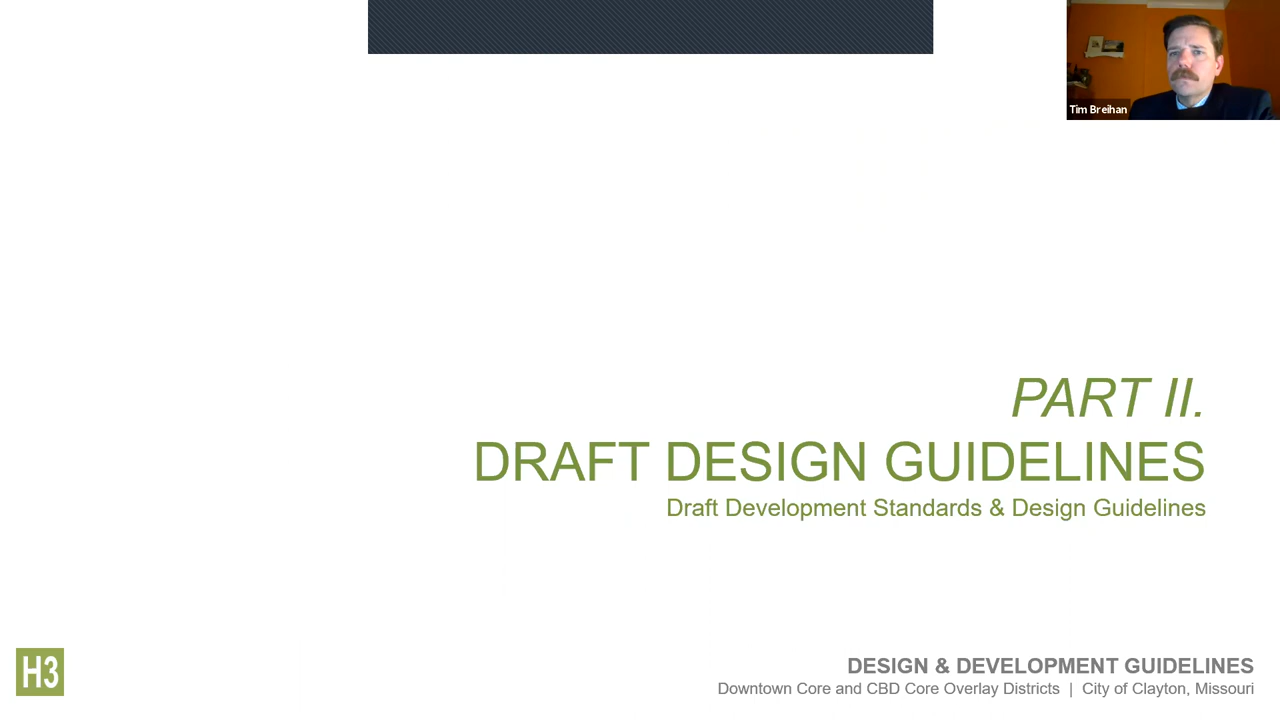 Tim Breihan
PART II.
DRAFT DESIGN GUIDELINES
Draft Development Standards & Design Guidelines
H3
DESIGN & DEVELOPMENT GUIDELINES
Downtown Core and CBD Core Overlay Districts | City of Clayton, Missouri